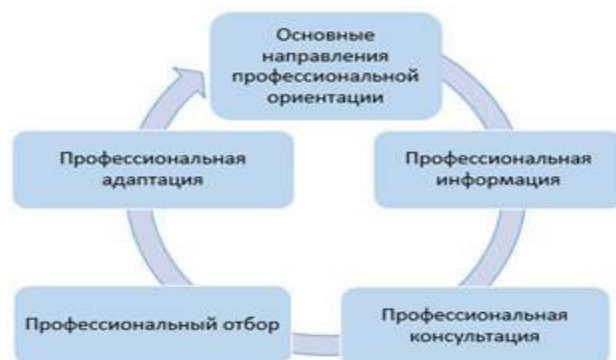 Основные
направления
профессиональной
ориентации
Профессиональная
информация
Профессиональная
консультация
Профессиональный отбор
Профессиональная
адаптация